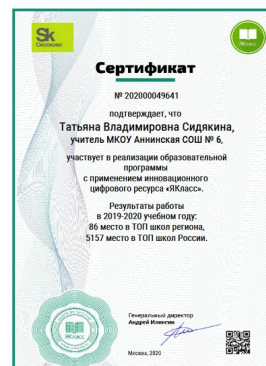 Sk
Сколково
ЯКласс
Сертификат
№ 202000049641
подтверждает, что
Татьяна Владимировна Сидякина,
учитель МКОУ Аннинская СОШ № 6,
участвует в реализации образовательной
программы
с применением инновационного
цифрового ресурса «ЯКласс».
Результаты работы
в 2019-2020 учебном году:
86 место в ТОП школ региона,
5157 место в ТОП школ России.
ЯКласс
Генеральный директор
Андрей Илингин
Москва, 2020